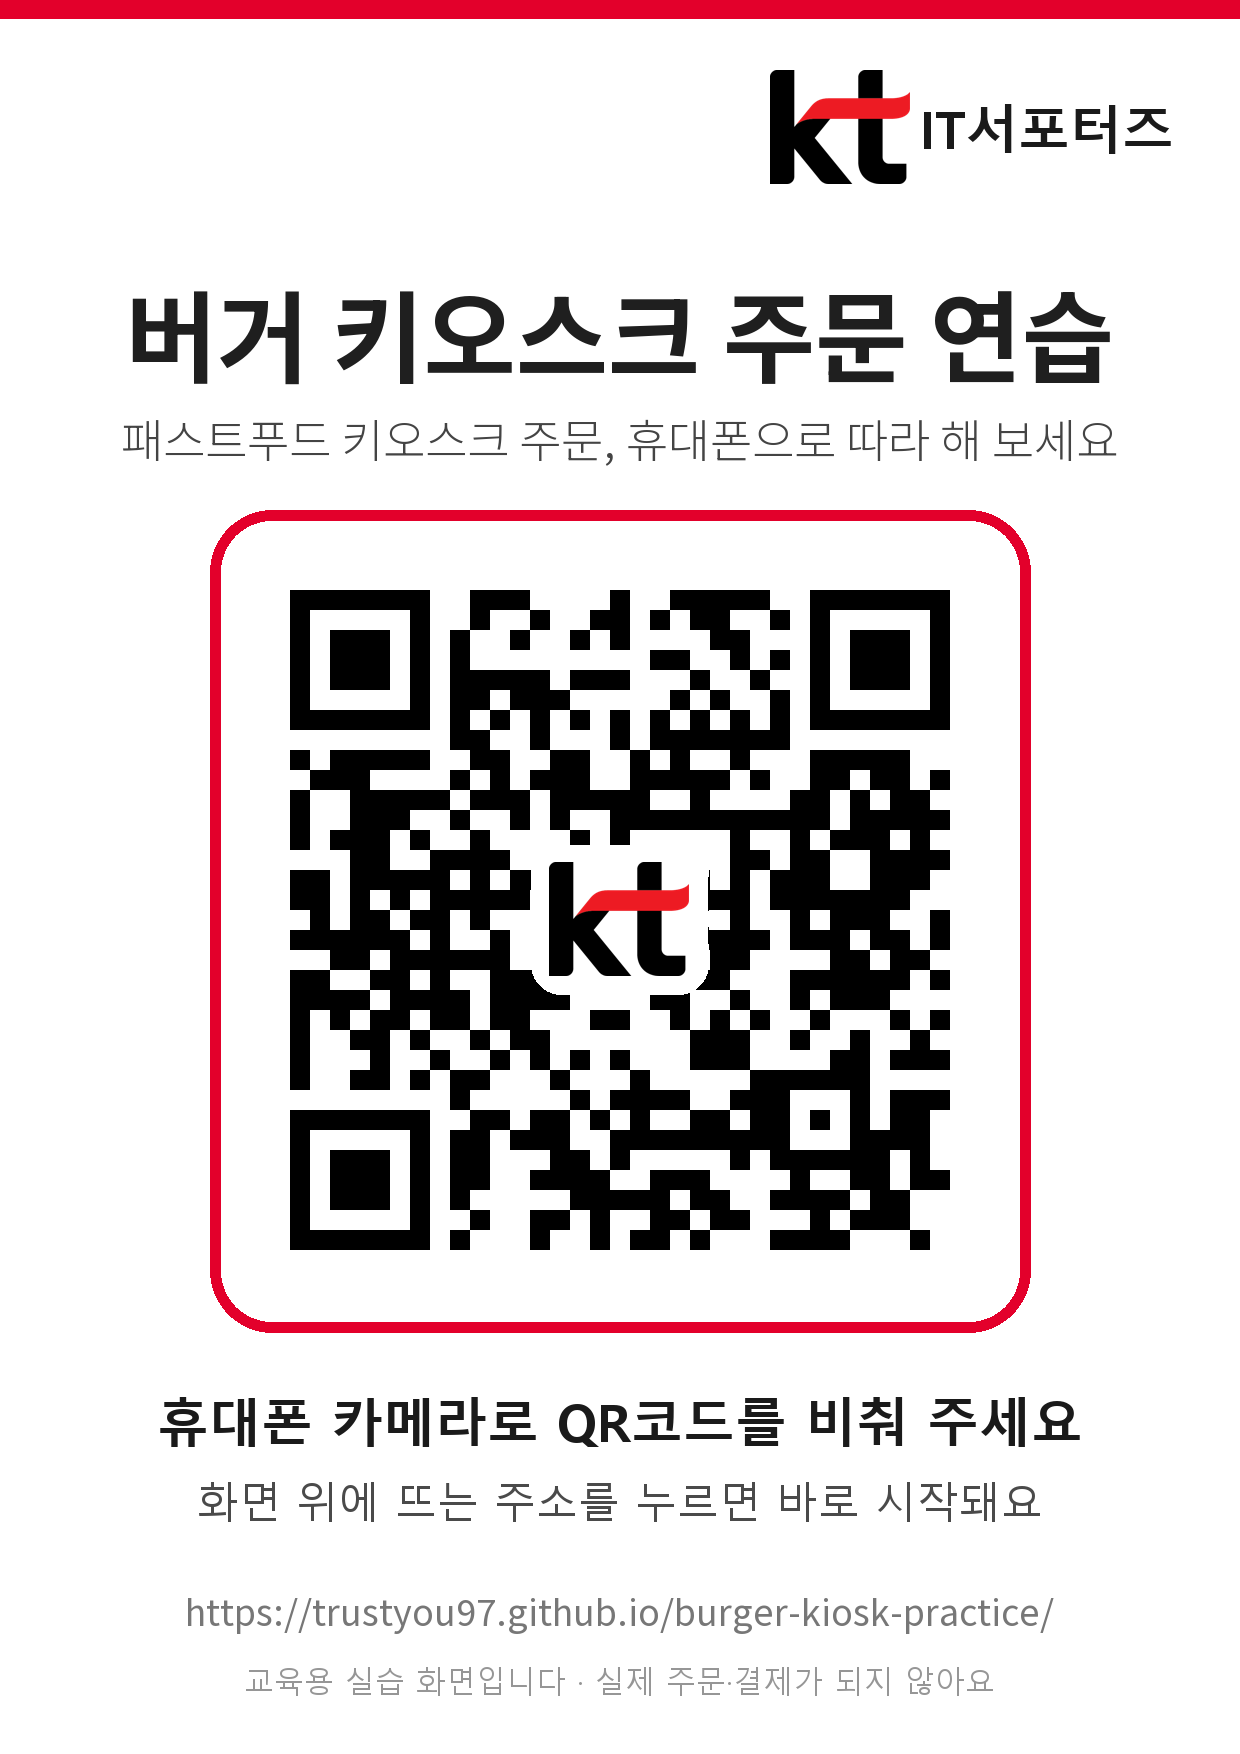 kt IT서포터즈
버거 키오스크 주문 연습
패스트푸드 키오스크 주문, 휴대폰으로 따라 해 보세요
kt
휴대폰 카메라로 QR코드를 비춰 주세요
화면 위에 뜨는 주소를 누르면 바로 시작돼요
https://trustyou97.github.io/burger-kiosk-practice/
교육용 실습 화면입니다 · 실제 주문·결제가 되지 않아요